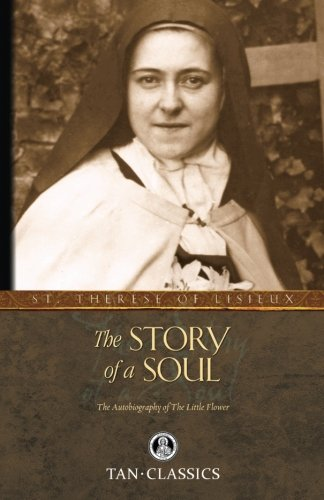 ST. THERESE OF LISIEUX
The STORY
of a SOUL
The Autobiography of The Little Flower
TAN·CLASSICS